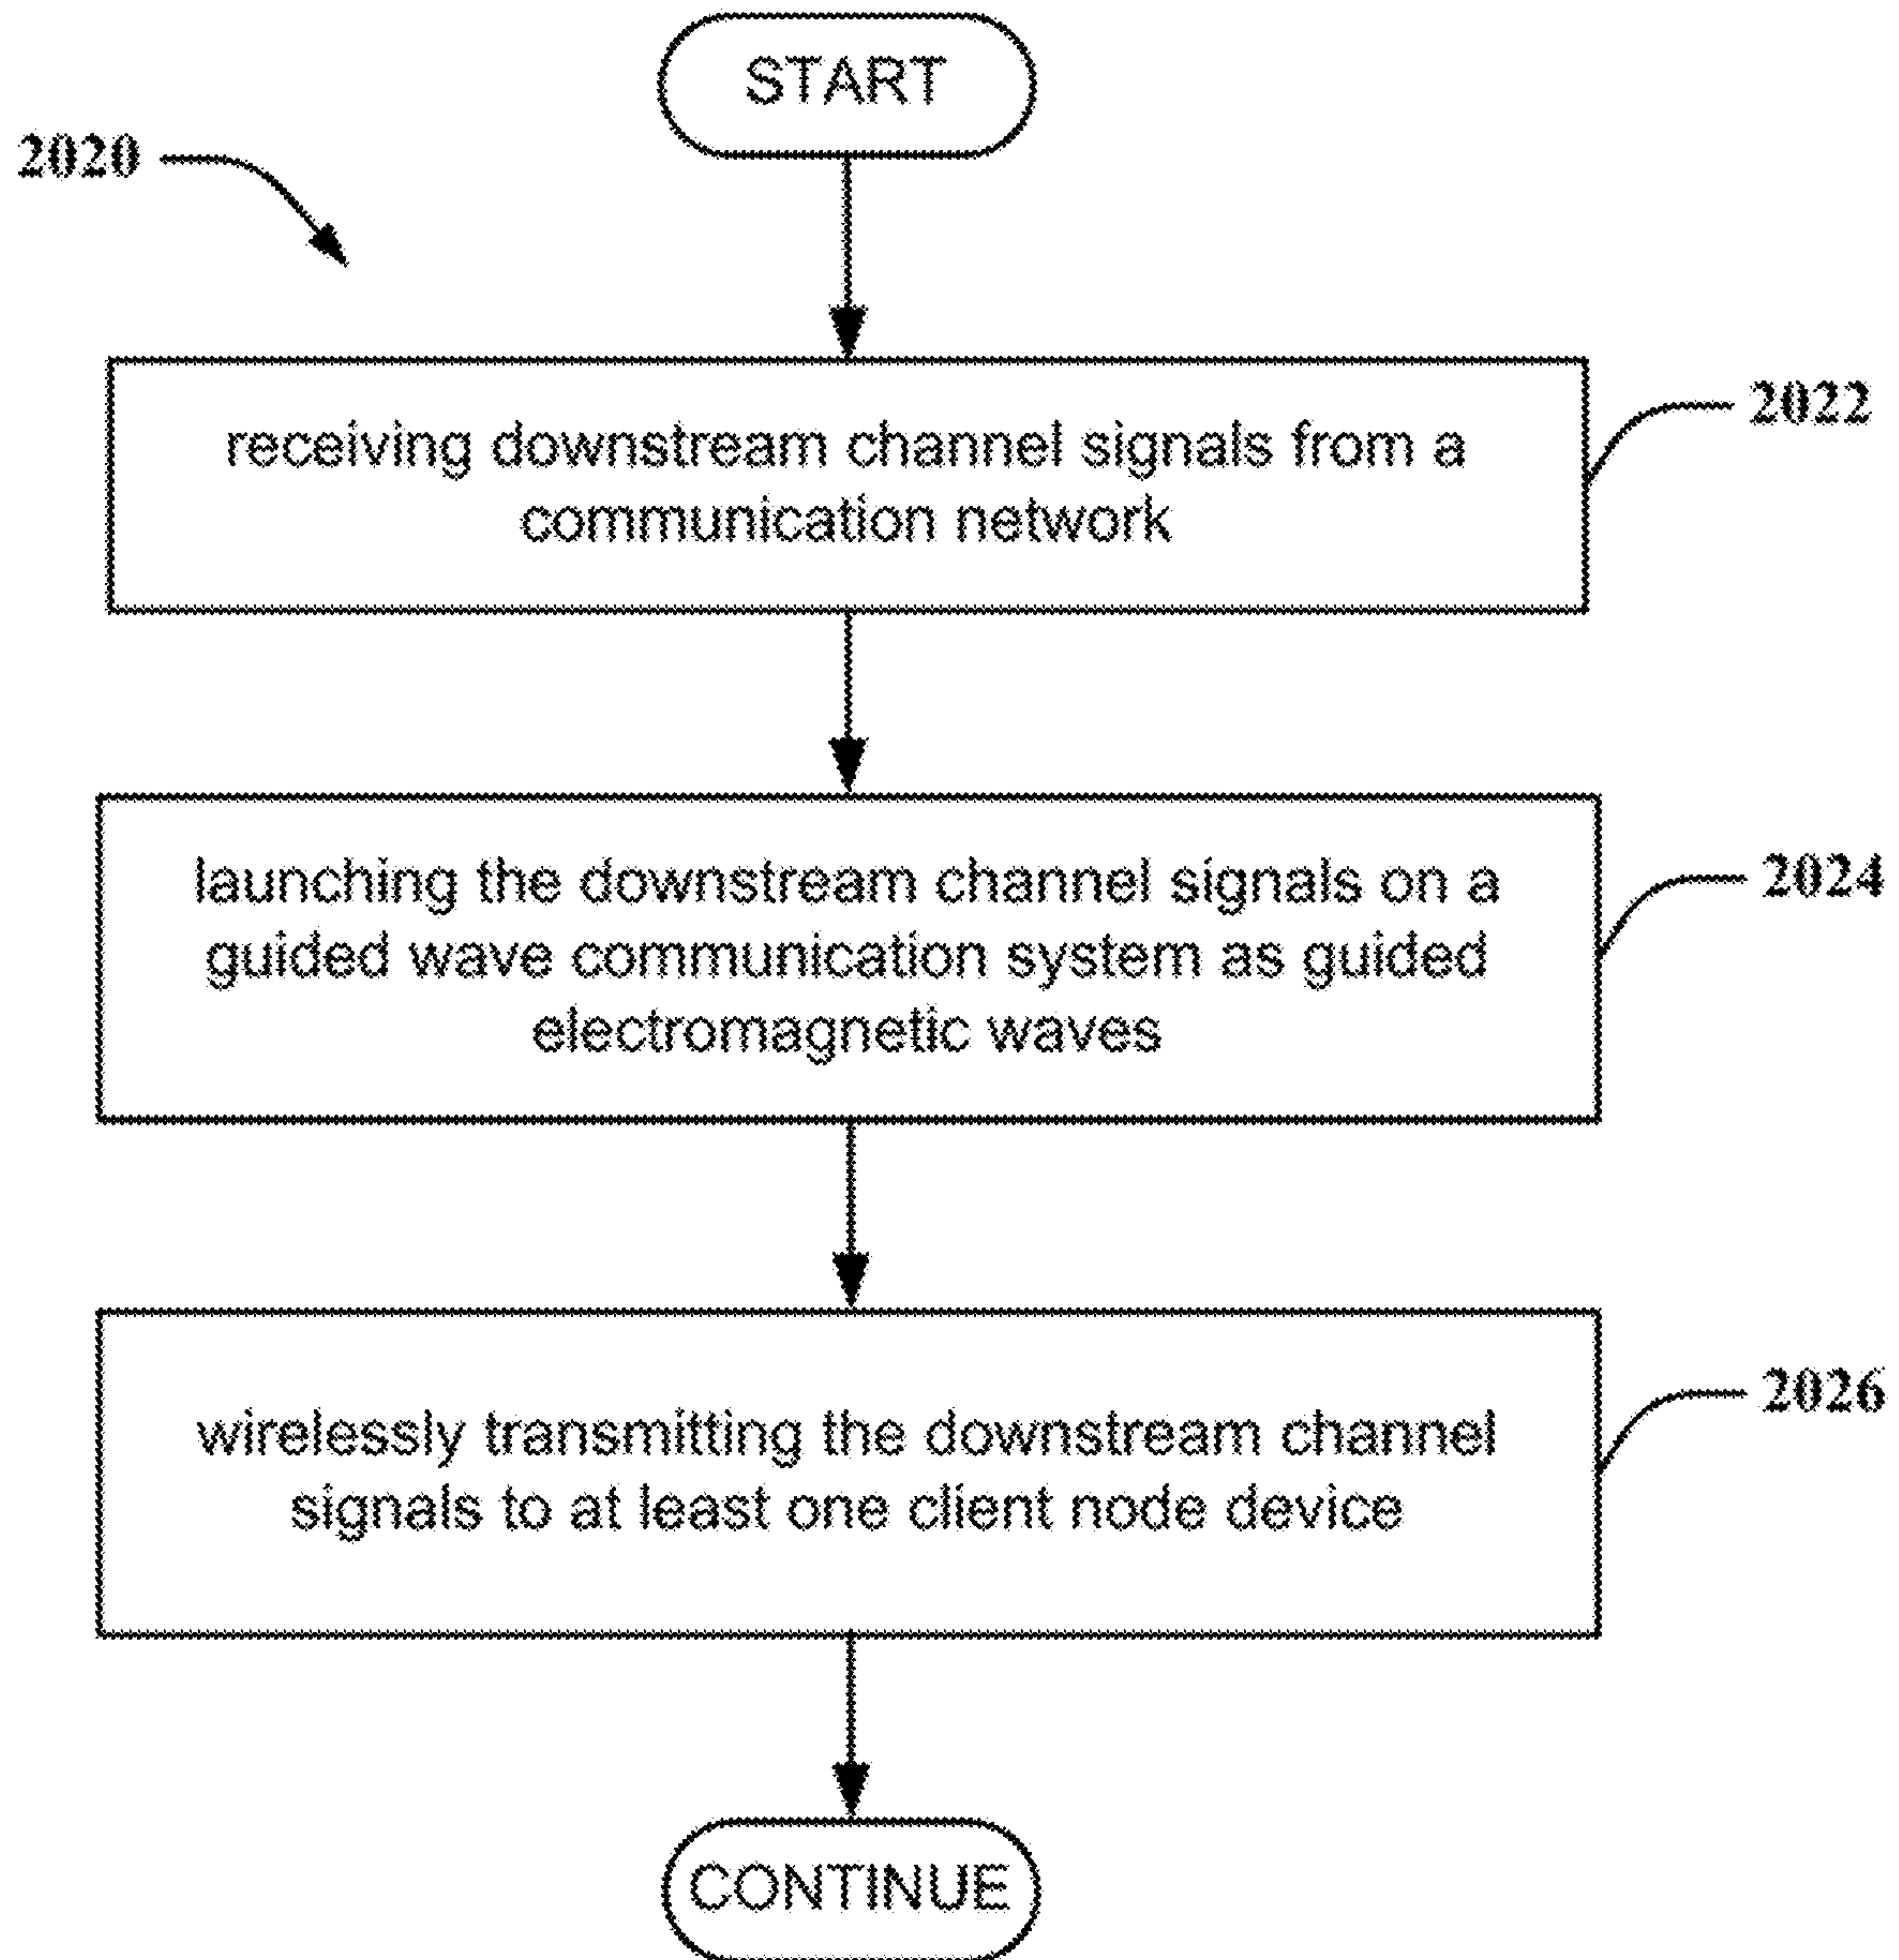 START
2020
receiving downstream channel signals from a
communication network
2022
launching the downstream channel signals on a
guided wave communication system as guided
electromagnetic waves
2024
wirelessly transmitting the downstream channel
signals to at least one client node device
2026
CONTINUE